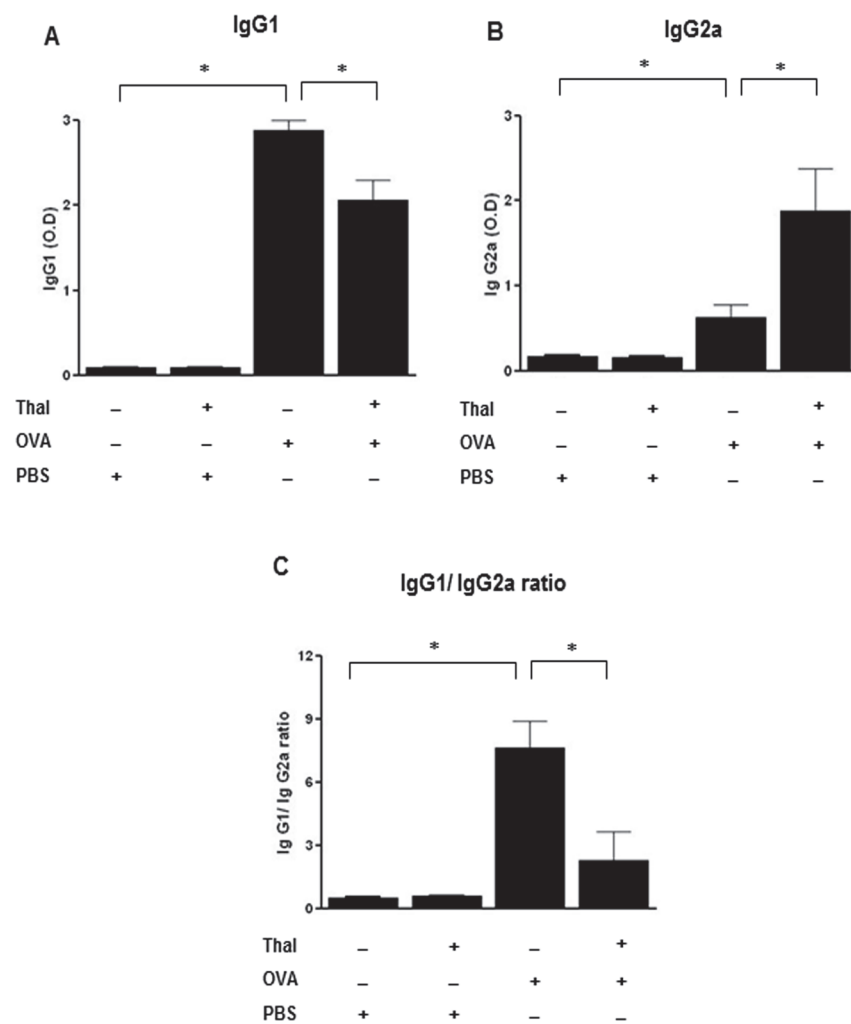 A
IgG1
*
*
3
2
1
0
IgG1 (O.D)
Thal – + – +
OVA – – + +
PBS + + – –
B
IgG2a
*
*
3
2
1
0
Ig G2a (O.D)
Thal – + – +
OVA – – + +
PBS + + – –
C
IgG1/ IgG2a ratio
*
*
12
9
6
3
0
Ig G1/ Ig G2a ratio
Thal – + – +
OVA – – + +
PBS + + – –